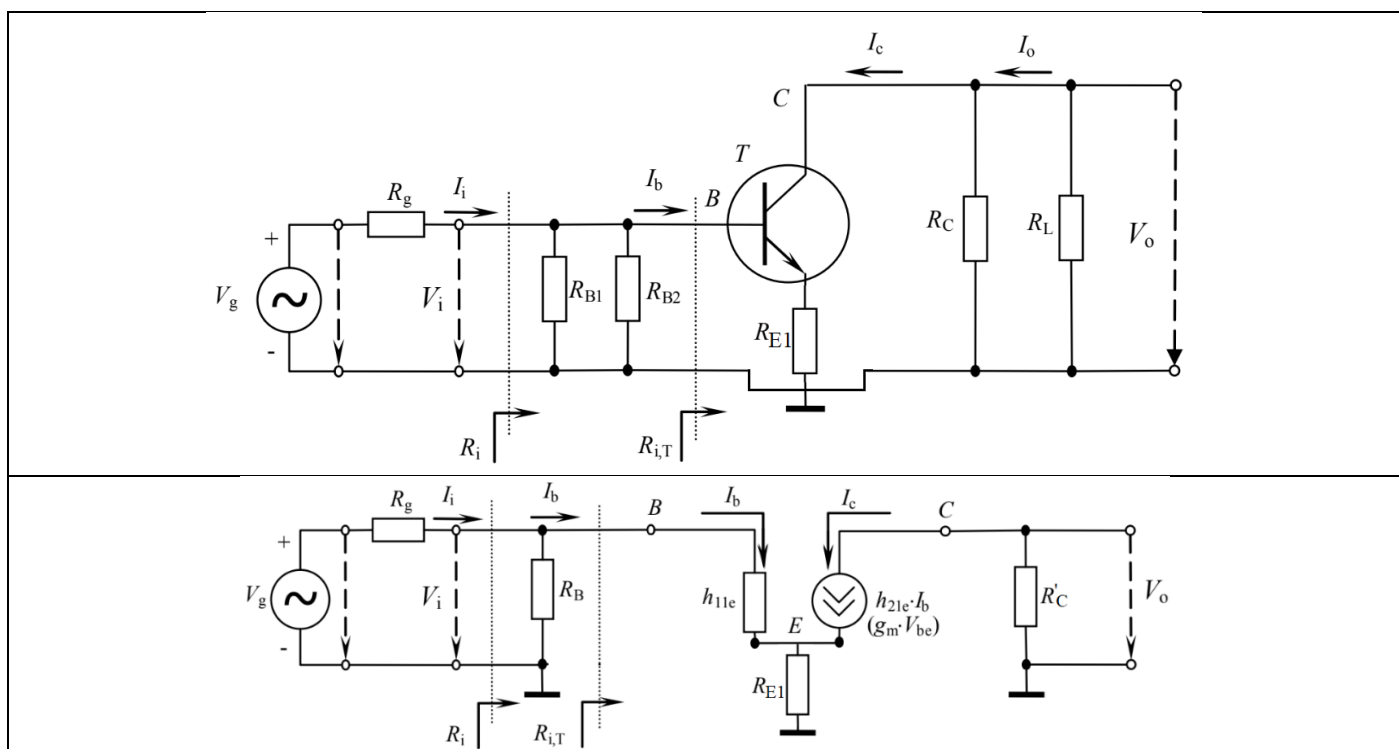 I_c
I_o
C
T
R_g
I_i
I_b
B
+
V_g
-
V_i
R_B1
R_B2
R_E1
R_C
R_L
V_o
R_i
R_i,T
R_g
I_i
I_b
B
I_b
I_c
C
+
V_g
-
V_i
R_B
h_11e
E
h_21e·I_b
(g_m·V_be)
R'_C
V_o
R_E1
R_i
R_i,T